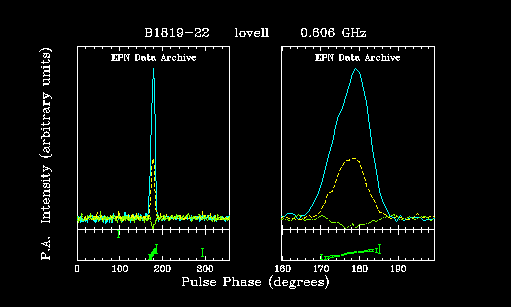 B1819-22 lovell 0.606 GHz
EPN Data Archive EPN Data Archive
P.A. Intensity (arbitrary units)
0 100 200 300 160 170 180 190
Pulse Phase (degrees)